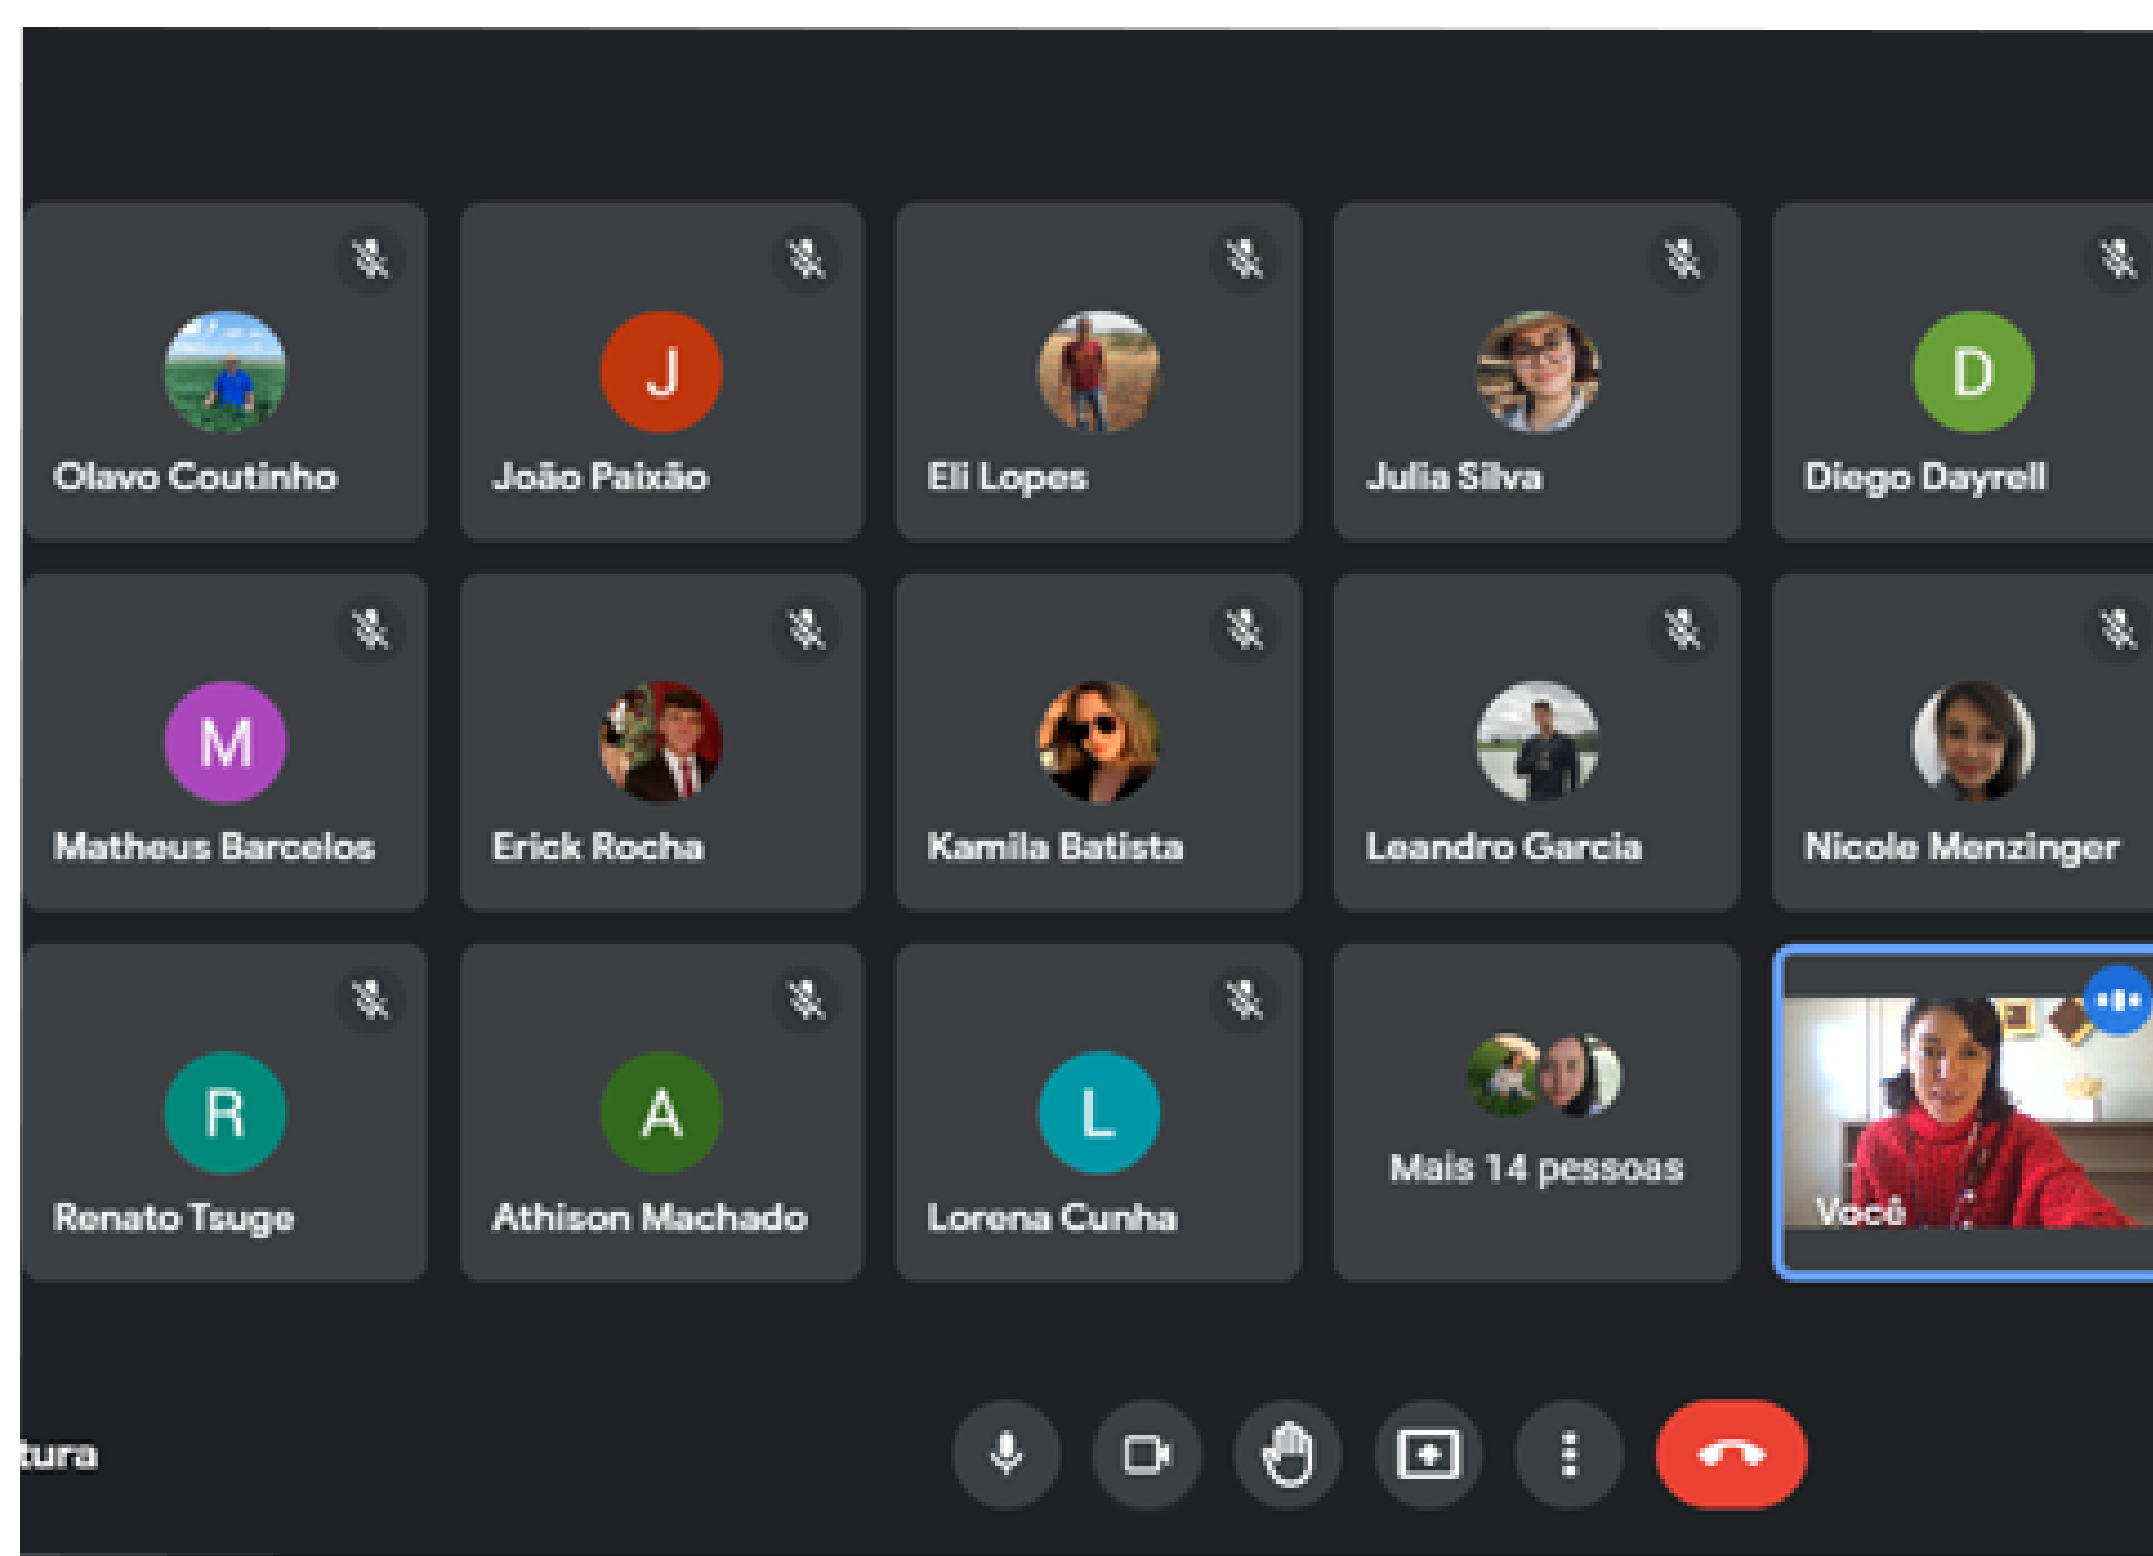 J
D
Olavo Coutinho
João Paixão
Eli Lopes
Julia Silva
Diego Dayrell
M
Matheus Barcelos
Erick Rocha
Kamila Batista
Leandro Garcia
Nicole Menzinger
R
A
L
Mais 14 pessoas
Renato Tsuge
Athison Machado
Lorena Cunha
Você
tura